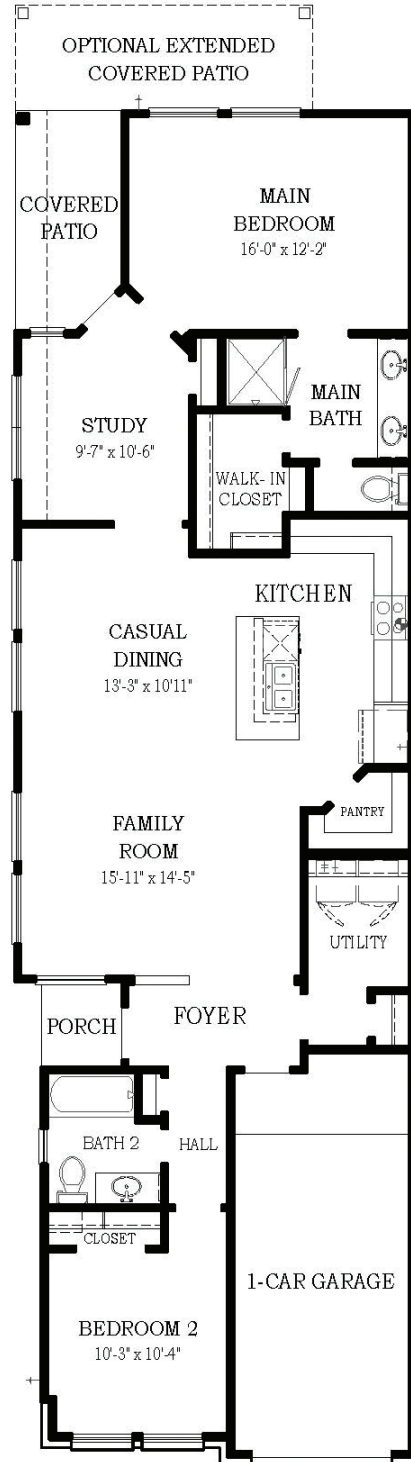 OPTIONAL EXTENDED
COVERED PATIO
COVERED
PATIO
MAIN
BEDROOM
16'-0" x 12'-2"
STUDY
9'-7" x 10'-6"
MAIN
BATH
WALK- IN
CLOSET
KITCHEN
CASUAL
DINING
13'-3" x 10'11"
FAMILY
ROOM
15'-11" x 14'-5"
PANTRY
UTILITY
PORCH
FOYER
BATH 2
HALL
CLOSET
1-CAR GARAGE
BEDROOM 2
10'-3" x 10'-4"